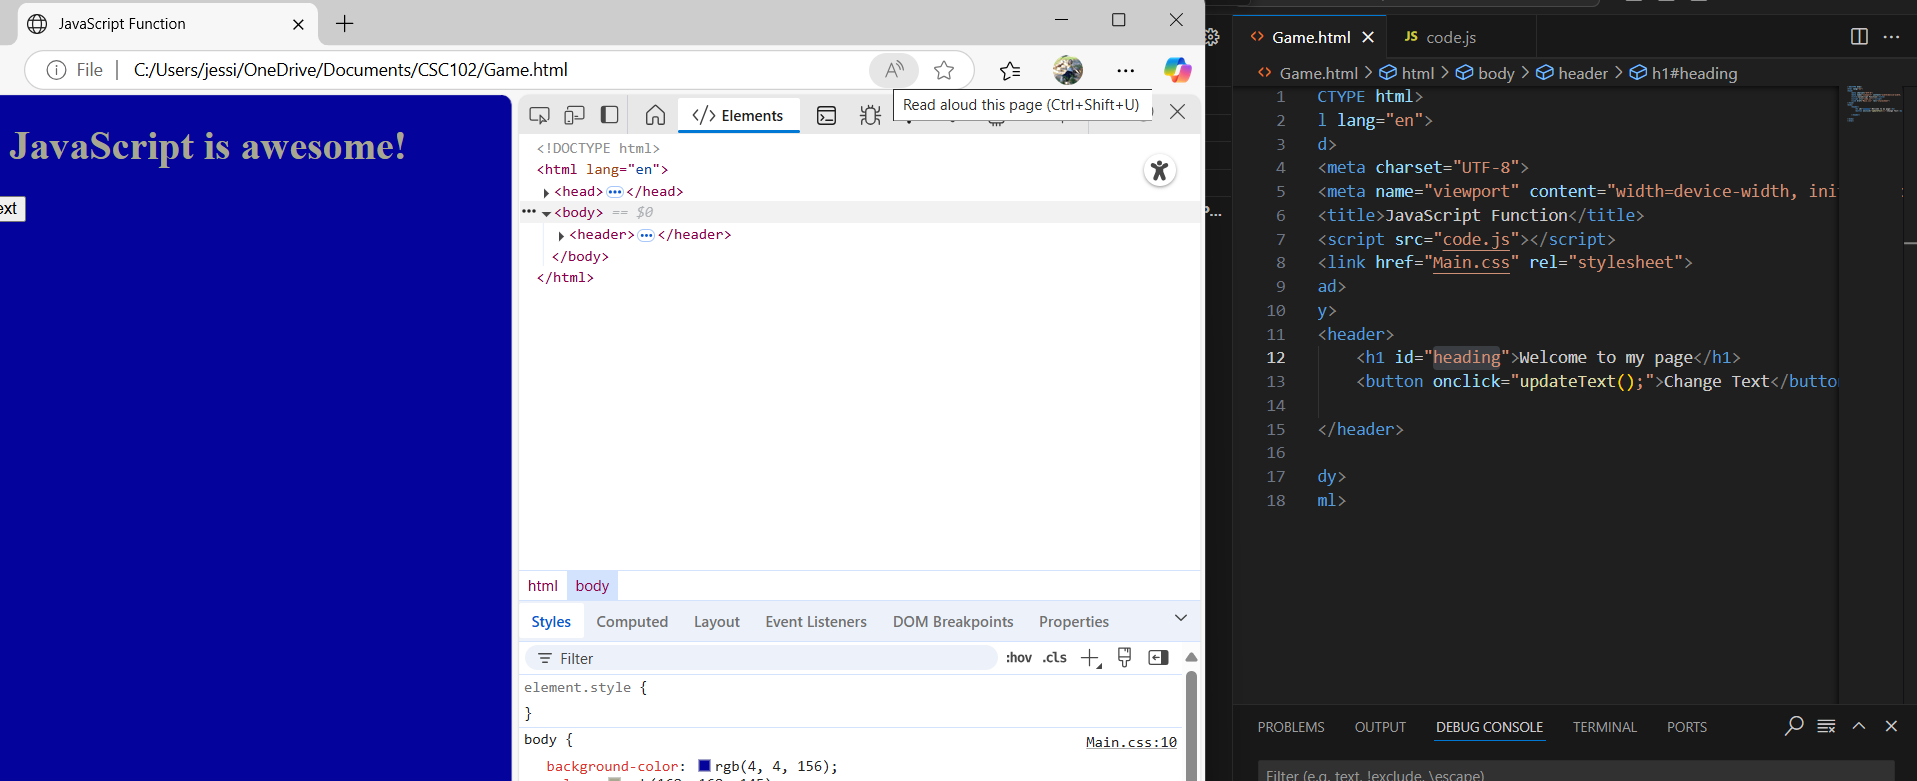 JavaScript Function
File
C:/Users/jessi/OneDrive/Documents/CSC102/Game.html
Read aloud this page (Ctrl+Shift+U)
JavaScript is awesome!
ext
Elements
<!DOCTYPE html>
<html lang="en">
<head>
</head>
<body> == $0
<header>
</header>
</body>
</html>
html body
Styles Computed Layout Event Listeners DOM Breakpoints Properties
Filter
:hov .cls
element.style {
}
body {
Main.css:10
background-color: rgb(4, 4, 156);
Game.html
JS code.js
Game.html > html > body > header > h1#heading
1 CTYPE html>
2 l lang="en">
3 d>
4 <meta charset="UTF-8">
5 <meta name="viewport" content="width=device-width, ini
6 <title>JavaScript Function</title>
7 <script src="code.js"></script>
8 <link href="Main.css" rel="stylesheet">
9 ad>
10 y>
11 <header>
12 <h1 id="heading">Welcome to my page</h1>
13 <button onclick="updateText();">Change Text</butto
14
15 </header>
16
17 dy>
18 ml>
PROBLEMS OUTPUT DEBUG CONSOLE TERMINAL PORTS
Filter (e.g. text, !exclude, \escape)